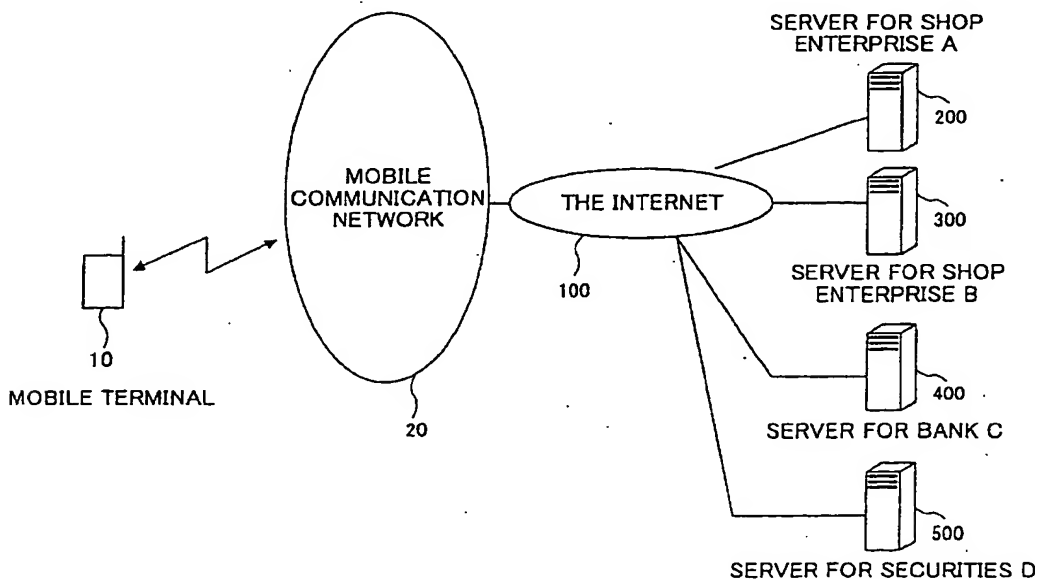 SERVER FOR SHOP
ENTERPRISE A
200
MOBILE
COMMUNICATION
NETWORK
THE INTERNET
300
100
SERVER FOR SHOP
ENTERPRISE B
10
MOBILE TERMINAL
20
400
SERVER FOR BANK C
500
SERVER FOR SECURITIES D